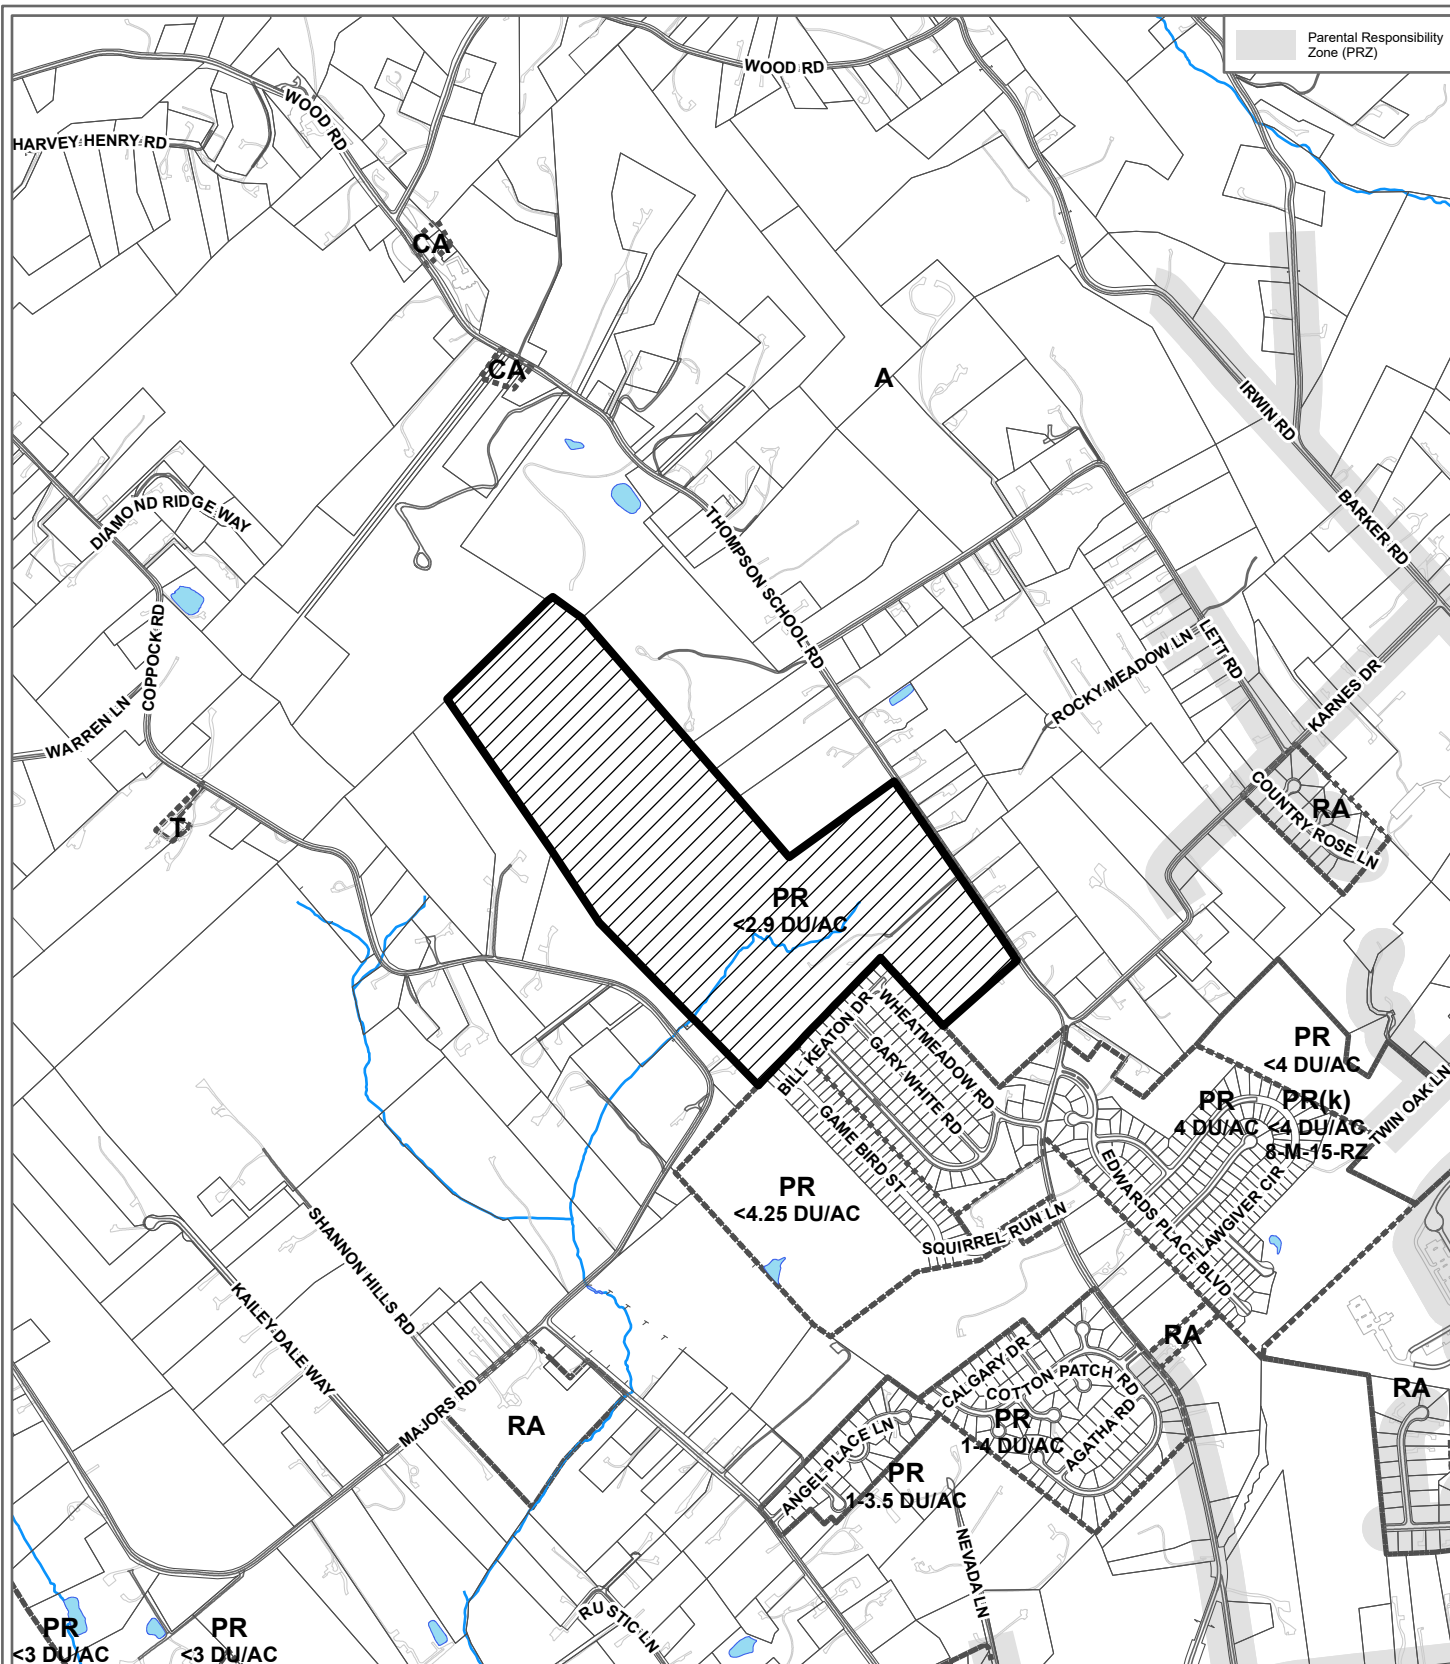 Parental Responsibility
Zone (PRZ)
WOOD RD
WOOD RD
HARVEY HENRY RD
CA
CA
A
IRWIN RD
DIAMOND RIDGE WAY
BARKER RD
THOMPSON SCHOOL RD
COPPOCK RD
LETT RD
ROCKY MEADOW LN
KARNES DR
WARREN LN
T
RA
COUNTRY ROSE LN
PR
<2.9 DU/AC
BILL KEATON DR
WHEATMEADOW RD
GARY WHITE RD
GAME BIRD ST
PR
<4 DU/AC
PR
4 DU/AC
PR(k)
<4 DU/AC
8-M-15-RZ
TWIN OAK LN
EDWARDS PLACE BLVD
LAWGIVER CIR
PR
<4.25 DU/AC
SQUIRREL RUN LN
SHANNON HILLS RD
KAILEY DALE WAY
MAJORS RD
RA
RA
RA
CALGARY DR
COTTON PATCH RD
AGATHA RD
PR
1-4 DU/AC
ANGEL PLACE LN
PR
1-3.5 DU/AC
NEVADA LN
RUSTIC LN
PR
<3 DU/AC
PR
<3 DU/AC